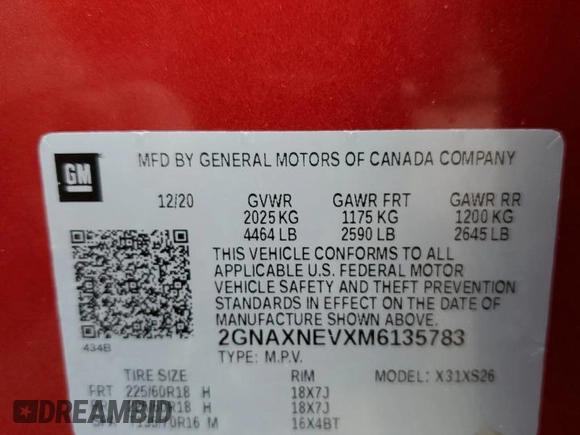 GM
MFD BY GENERAL MOTORS OF CANADA COMPANY
12/20 GVWR GAWR FRT GAWR RR
2025 KG 1175 KG 1200 KG
4464 LB 2590 LB 2645 LB
THIS VEHICLE CONFORMS TO ALL
APPLICABLE U.S. FEDERAL MOTOR
VEHICLE SAFETY AND THEFT PREVENTION
STANDARDS IN EFFECT ON THE DATE OF
MANUFACTURE SHOWN ABOVE.
434B
2GNAXNEVXM6135783
TYPE: M.P.V.
TIRE SIZE RIM MODEL: X31XS26
FRT 225/60R18 H 18X7J
R18 H 18X7J
70R16 M 16X4BT
DREAMBID